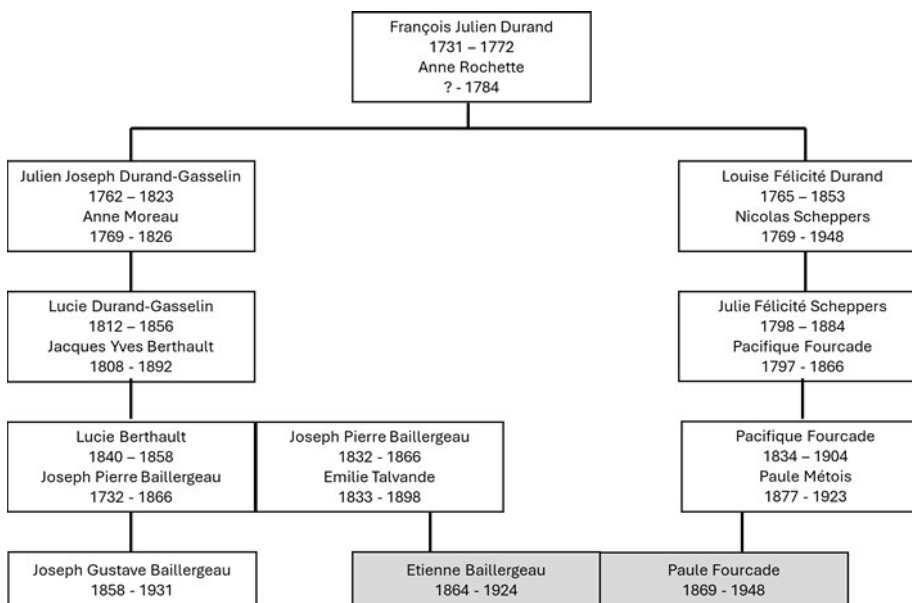 François Julien Durand
1731 – 1772
Anne Rochette
? - 1784
Julien Joseph Durand-Gasselin
1762 – 1823
Anne Moreau
1769 - 1826
Louise Félicité Durand
1765 – 1853
Nicolas Scheppers
1769 - 1948
Lucie Durand-Gasselin
1812 – 1856
Jacques Yves Berthault
1808 - 1892
Julie Félicité Scheppers
1798 – 1884
Pacifique Fourcade
1797 - 1866
Lucie Berthault
1840 – 1858
Joseph Pierre Baillergeau
1732 - 1866
Joseph Pierre Baillergeau
1832 - 1866
Emilie Talvande
1833 - 1898
Pacifique Fourcade
1834 – 1904
Paule Métois
1877 - 1923
Joseph Gustave Baillergeau
1858 - 1931
Etienne Baillergeau
1864 - 1924
Paule Fourcade
1869 - 1948